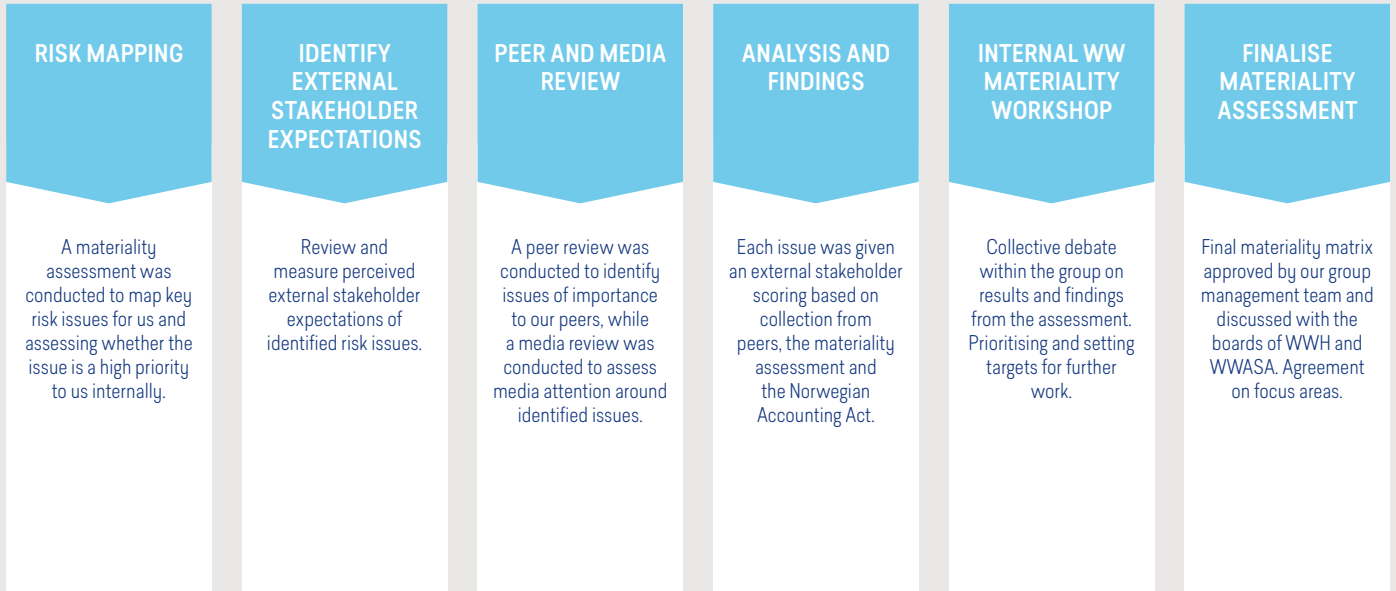 RISK MAPPING
A materiality
assessment was
conducted to map key
risk issues for us and
assessing whether the
issue is a high priority
to us internally.
IDENTIFY
EXTERNAL
STAKEHOLDER
EXPECTATIONS
Review and
measure perceived
external stakeholder
expectations of
identified risk issues.
PEER AND MEDIA
REVIEW
A peer review was
conducted to identify
issues of importance
to our peers, while
a media review was
conducted to assess
media attention around
identified issues.
ANALYSIS AND
FINDINGS
Each issue was given
an external stakeholder
scoring based on
collection from
peers, the materiality
assessment and
the Norwegian
Accounting Act.
INTERNAL WW
MATERIALITY
WORKSHOP
Collective debate
within the group on
results and findings
from the assessment.
Prioritising and setting
targets for further
work.
FINALISE
MATERIALITY
ASSESSMENT
Final materiality matrix
approved by our group
management team and
discussed with the
boards of WWH and
WWASA. Agreement
on focus areas.